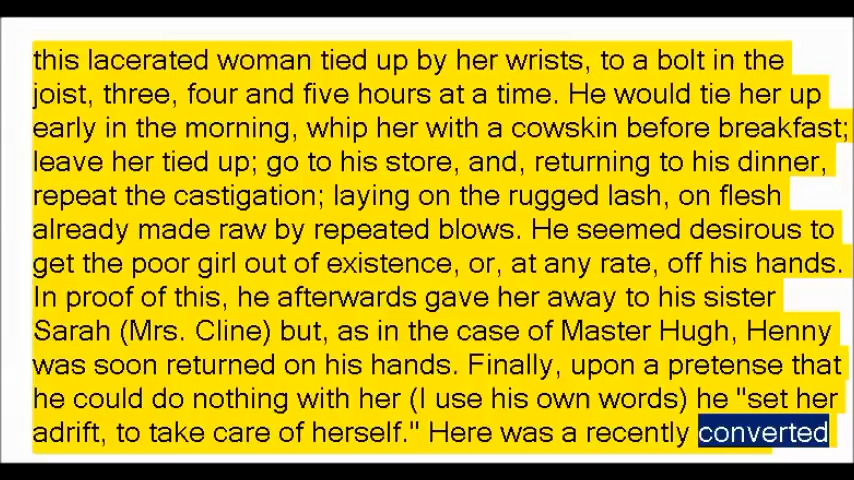 this lacerated woman tied up by her wrists, to a bolt in the
joist, three, four and five hours at a time. He would tie her up
early in the morning, whip her with a cowskin before breakfast;
leave her tied up; go to his store, and, returning to his dinner,
repeat the castigation; laying on the rugged lash, on flesh
already made raw by repeated blows. He seemed desirous to
get the poor girl out of existence, or, at any rate, off his hands.
In proof of this, he afterwards gave her away to his sister
Sarah (Mrs. Cline) but, as in the case of Master Hugh, Henny
was soon returned on his hands. Finally, upon a pretense that
he could do nothing with her (I use his own words) he "set her
adrift, to take care of herself." Here was a recently converted